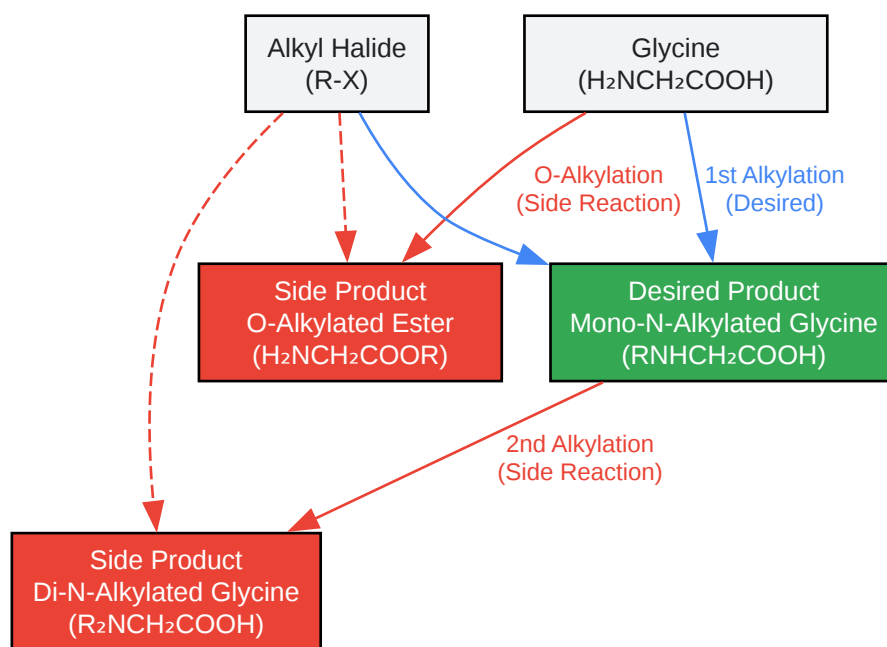 Alkyl Halide
(R-X)
Glycine
(H₂NCH₂COOH)
O-Alkylation
(Side Reaction)
1st Alkylation
(Desired)
Side Product
O-Alkylated Ester
(H₂NCH₂COOR)
Desired Product
Mono-N-Alkylated Glycine
(RNHCH₂COOH)
2nd Alkylation
(Side Reaction)
Side Product
Di-N-Alkylated Glycine
(R₂NCH₂COOH)